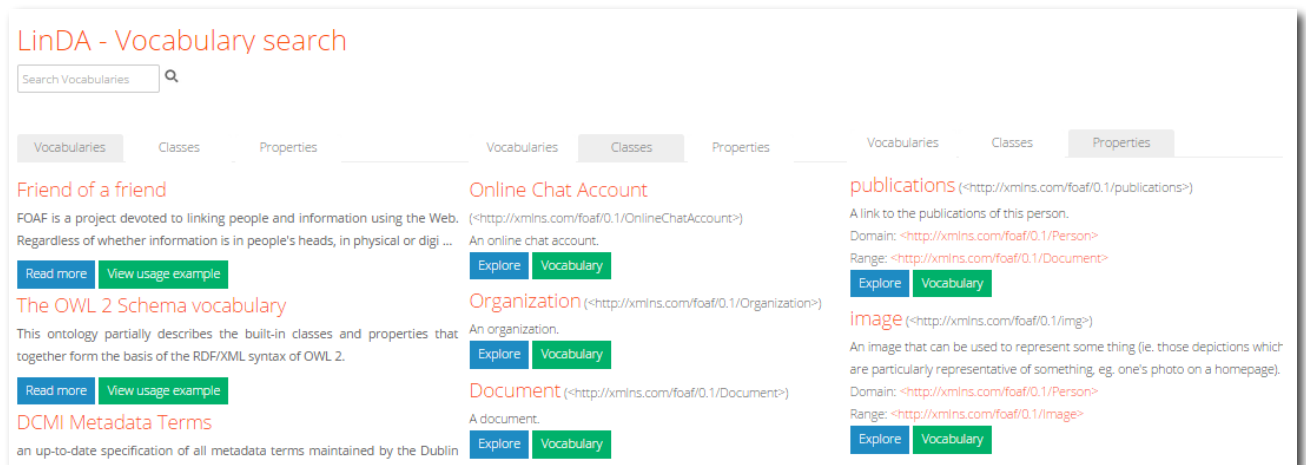 LinDA - Vocabulary search
Search Vocabularies
Vocabularies Classes Properties
Friend of a friend
FOAF is a project devoted to linking people and information using the Web.
Regardless of whether information is in people's heads, in physical or digi ...
Read more View usage example
The OWL 2 Schema vocabulary
This ontology partially describes the built-in classes and properties that
together form the basis of the RDF/XML syntax of OWL 2.
Read more View usage example
DCMI Metadata Terms
an up-to-date specification of all metadata terms maintained by the Dublin
Vocabularies Classes Properties
Online Chat Account
(<http://xmlns.com/foaf/0.1/OnlineChatAccount>)
An online chat account.
Explore Vocabulary
Organization (<http://xmlns.com/foaf/0.1/Organization>)
An organization.
Explore Vocabulary
Document (<http://xmlns.com/foaf/0.1/Document>)
A document.
Explore Vocabulary
Vocabularies Classes Properties
publications (<http://xmlns.com/foaf/0.1/publications>)
A link to the publications of this person.
Domain: <http://xmlns.com/foaf/0.1/Person>
Range: <http://xmlns.com/foaf/0.1/Document>
Explore Vocabulary
image (<http://xmlns.com/foaf/0.1/img>)
An image that can be used to represent some thing (ie. those depictions which
are particularly representative of something, eg. one's photo on a homepage).
Domain: <http://xmlns.com/foaf/0.1/Person>
Range: <http://xmlns.com/foaf/0.1/Image>
Explore Vocabulary